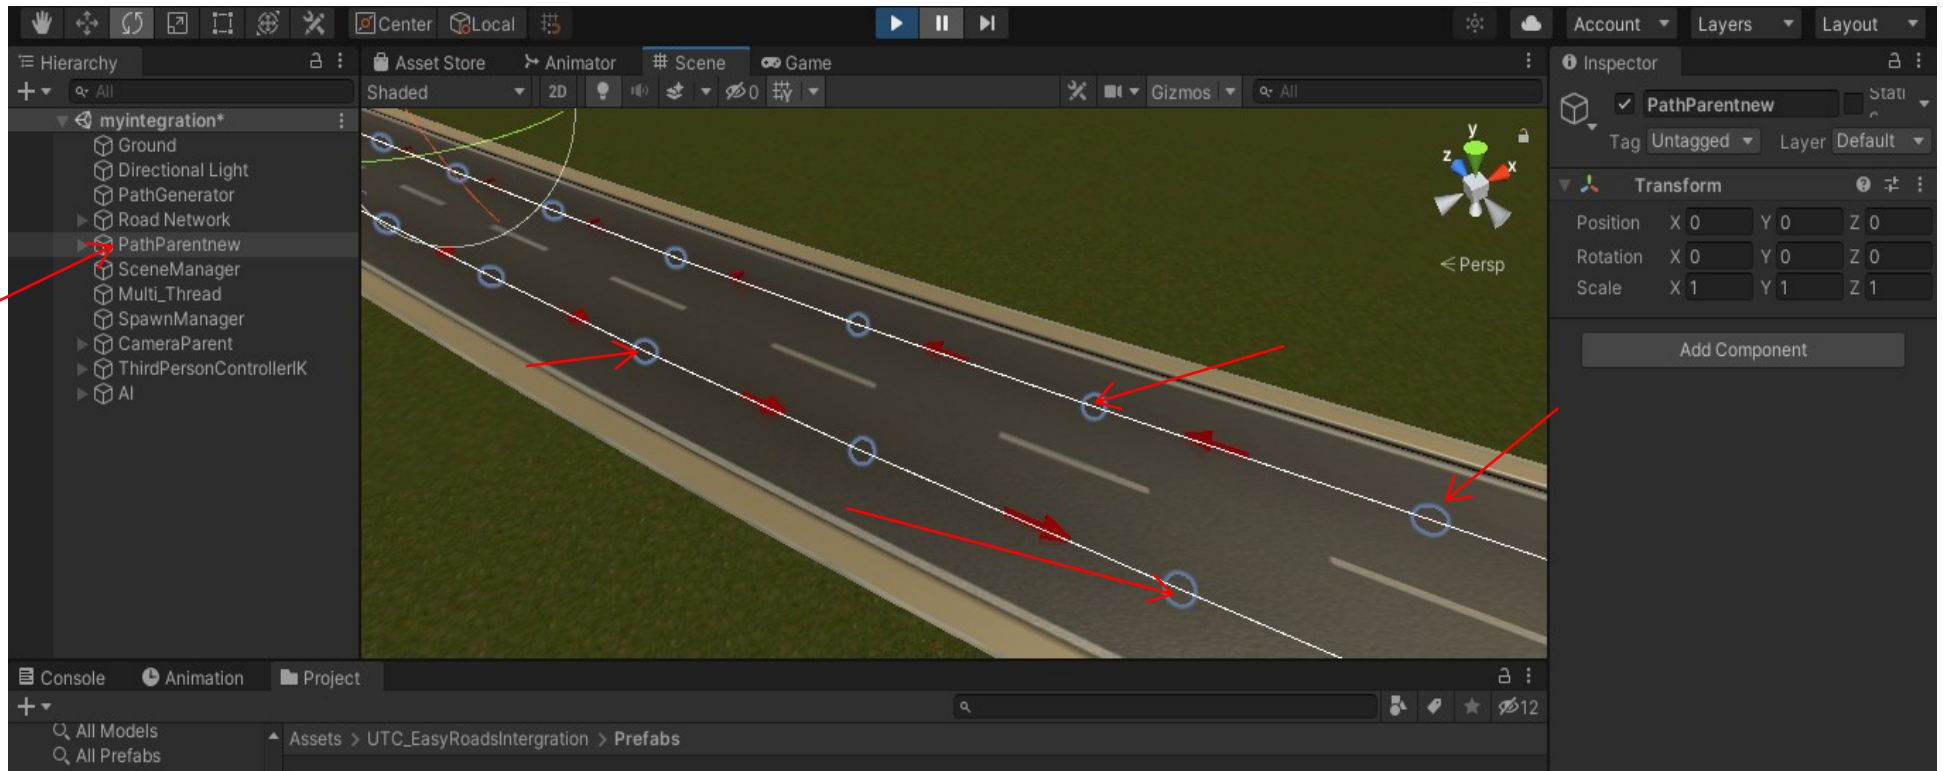 Center Local Account Layers Layout
Hierarchy
All
myintegration*
Ground
Directional Light
PathGenerator
Road Network
PathParentnew
SceneManager
Multi_Thread
SpawnManager
CameraParent
ThirdPersonControllerIK
AI
Asset Store Animator Scene Game
Shaded 2D 0 Gizmos All
y
z x
Persp
Inspector
PathParentnew Stati
c
Tag Untagged Layer Default
Transform
Position X 0 Y 0 Z 0
Rotation X 0 Y 0 Z 0
Scale X 1 Y 1 Z 1
Add Component
Console Animation Project
12
All Models
All Prefabs
Assets > UTC_EasyRoadsIntergration > Prefabs